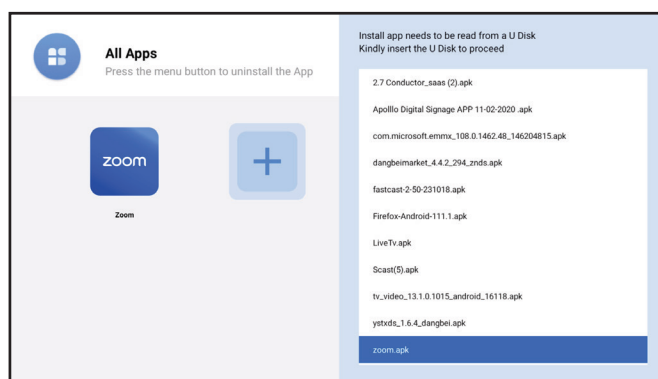 All Apps
Press the menu button to uninstall the App
zoom
Zoom
Install app needs to be read from a U Disk
Kindly insert the U Disk to proceed
2.7 Conductor_saas (2).apk
Apolllo Digital Signage APP 11-02-2020 .apk
com.microsoft.emmx_108.0.1462.48_146204815.apk
dangbeimarket_4.4.2_294_znds.apk
fastcast-2-50-231018.apk
Firefox-Android-111.1.apk
LiveTv.apk
Scast(5).apk
tv_video_13.1.0.1015_android_16118.apk
ystxds_1.6.4_dangbei.apk
zoom.apk